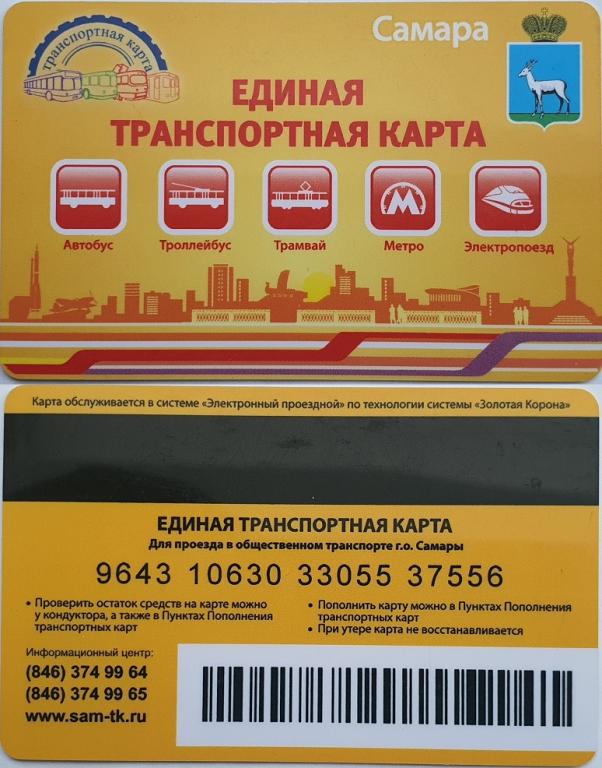 транспортная карта
Самара
ЕДИНАЯ
ТРАНСПОРТНАЯ КАРТА
Автобус
Троллейбус
Трамвай
Метро
Электропоезд
Карта обслуживается в системе «Электронный проездной» по технологии системы «Золотая Корона»
ЕДИНАЯ ТРАНСПОРТНАЯ КАРТА
Для проезда в общественном транспорте г.о. Самары
9643 10630 33055 37556
• Проверить остаток средств на карте можно
у кондуктора, а также в Пунктах Пополнения
транспортных карт
• Пополнить карту можно в Пунктах Пополнения
транспортных карт
• При утере карта не восстанавливается
Информационный центр:
(846) 374 99 64
(846) 374 99 65
www.sam-tk.ru